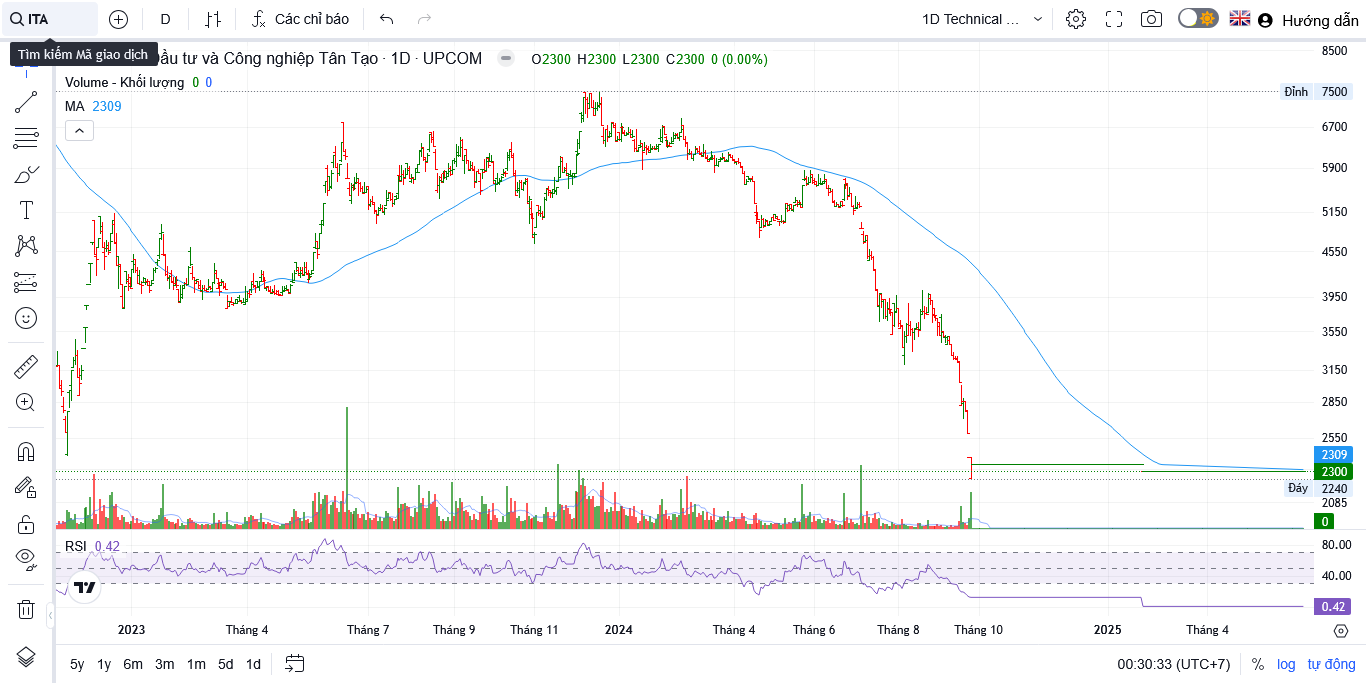 ITA
D
Các chỉ báo
1D Technical ...
Hướng dẫn
Tìm kiếm Mã giao dịch
Đầu tư và Công nghiệp Tân Tạo · 1D · UPCOM
O2300 H2300 L2300 C2300 0 (0.00%)
Volume - Khối lượng 0 0
MA 2309
8500
Đỉnh 7500
6700
5900
5150
4550
3950
3550
3150
2850
2550
2309
2300
Đáy 2240
2085
0
RSI 0.42
80.00
40.00
0.42
2023 Tháng 4 Tháng 7 Tháng 9 Tháng 11 2024 Tháng 4 Tháng 6 Tháng 8 Tháng 10 2025 Tháng 4
5y 1y 6m 3m 1m 5d 1d
00:30:33 (UTC+7) % log tự động